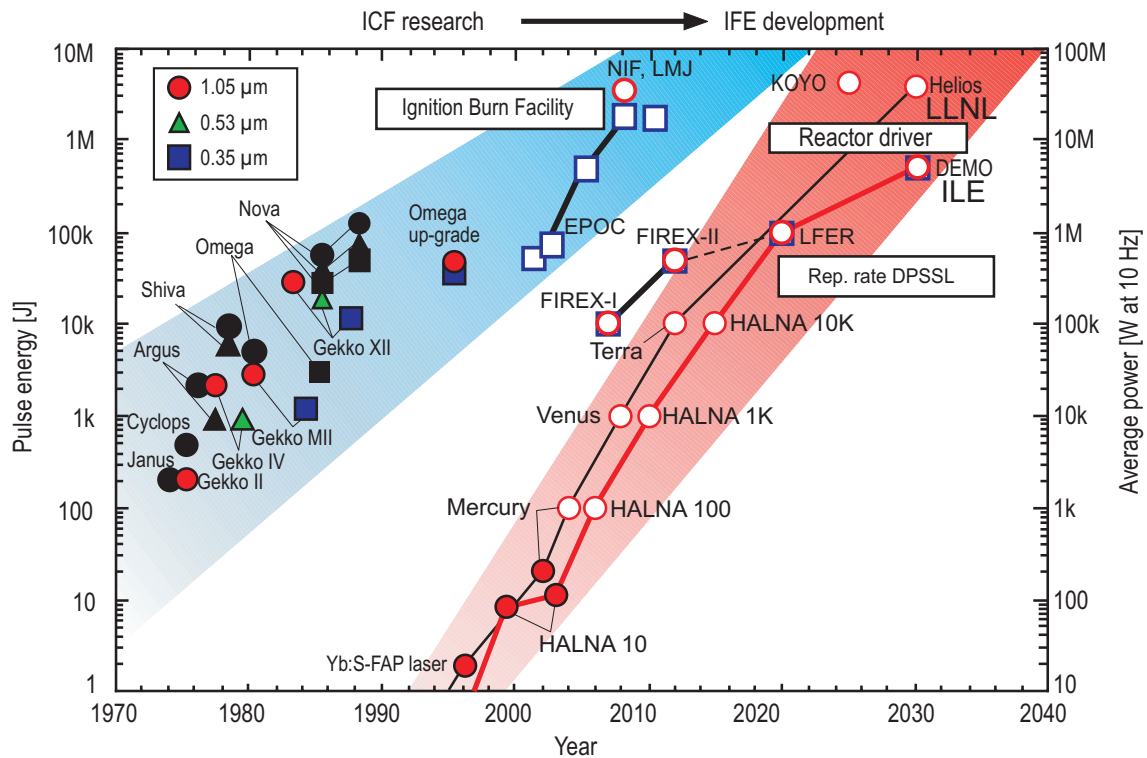 ICF research
IFE development
10M
1M
100k
10k
1k
100
10
1
Pulse energy [J]
100M
10M
1M
100k
10k
1k
100
10
Average power [W at 10 Hz]
1970
1980
1990
2000
2010
2020
2030
2040
Year
1.05 µm
0.53 µm
0.35 µm
Ignition Burn Facility
NIF, LMJ
KOYO
Helios
LLNL
Reactor driver
DEMO
ILE
Nova
Omega
Omega
up-grade
EPOC
FIREX-II
LFER
Rep. rate DPSSL
Shiva
FIREX-I
Gekko XII
Terra
HALNA 10K
Argus
Venus
HALNA 1K
Cyclops
Gekko MII
Janus
Gekko IV
Gekko II
Mercury
HALNA 100
HALNA 10
Yb:S-FAP laser